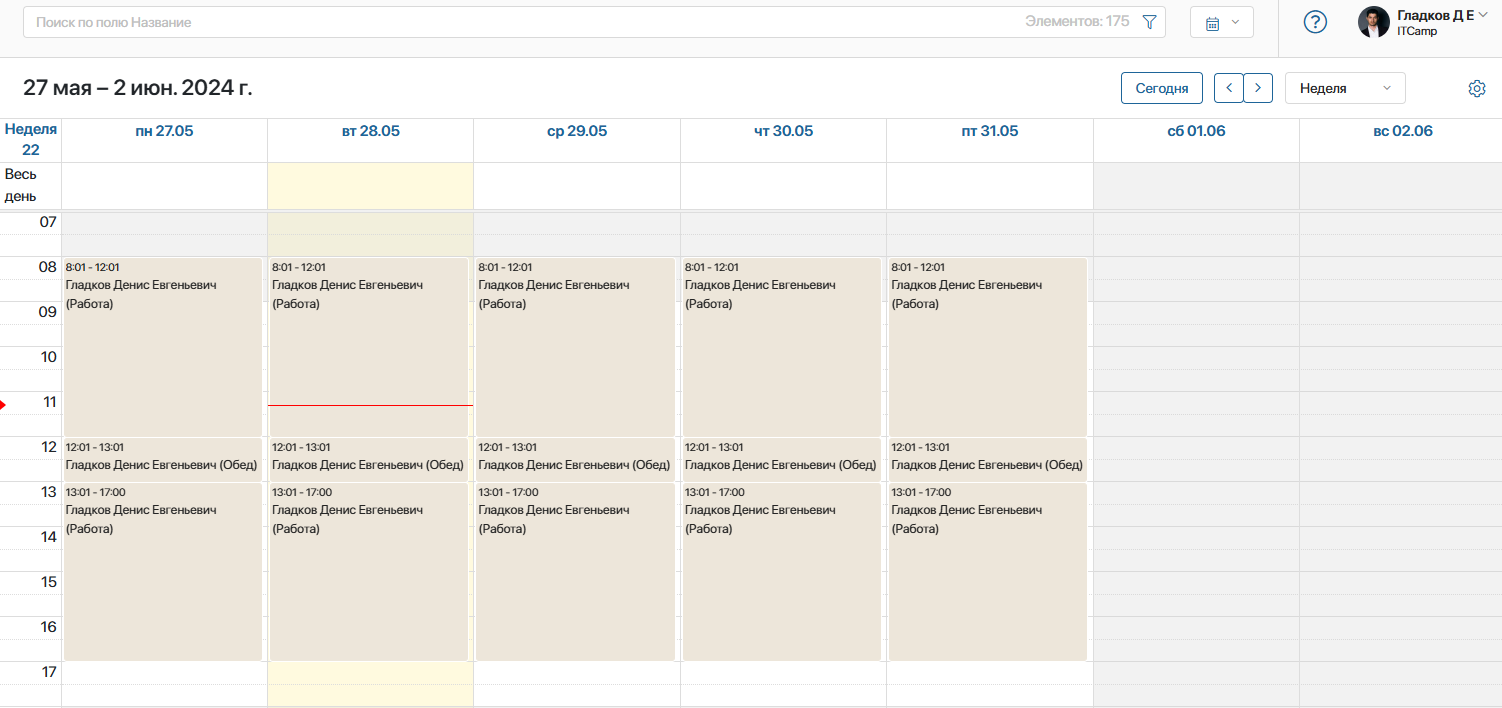 Поиск по полю Название
Элементов: 175
Гладков Д Е
ITCamp
27 мая – 2 июн. 2024 г.
Сегодня
Неделя
Неделя
22
пн 27.05
вт 28.05
ср 29.05
чт 30.05
пт 31.05
сб 01.06
вс 02.06
Весь
день
07
08
09
10
11
12
13
14
15
16
17
8:01 - 12:01
Гладков Денис Евгеньевич
(Работа)
12:01 - 13:01
Гладков Денис Евгеньевич (Обед)
13:01 - 17:00
Гладков Денис Евгеньевич
(Работа)
8:01 - 12:01
Гладков Денис Евгеньевич
(Работа)
12:01 - 13:01
Гладков Денис Евгеньевич (Обед)
13:01 - 17:00
Гладков Денис Евгеньевич
(Работа)
8:01 - 12:01
Гладков Денис Евгеньевич
(Работа)
12:01 - 13:01
Гладков Денис Евгеньевич (Обед)
13:01 - 17:00
Гладков Денис Евгеньевич
(Работа)
8:01 - 12:01
Гладков Денис Евгеньевич
(Работа)
12:01 - 13:01
Гладков Денис Евгеньевич (Обед)
13:01 - 17:00
Гладков Денис Евгеньевич
(Работа)
8:01 - 12:01
Гладков Денис Евгеньевич
(Работа)
12:01 - 13:01
Гладков Денис Евгеньевич (Обед)
13:01 - 17:00
Гладков Денис Евгеньевич
(Работа)